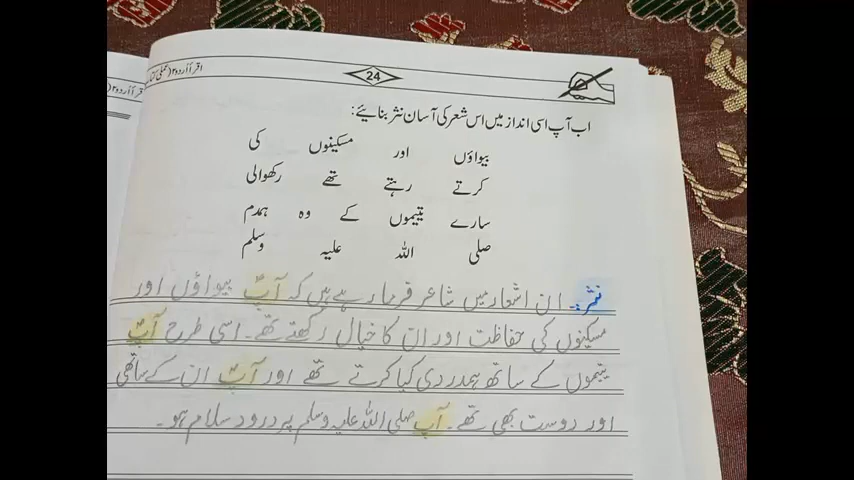 24
اقرأ اُردو ۲ (عملی
اب آپ اسی انداز میں اس شعر کی آسان نثر بنائیے:
بیواؤں اور مسکینوں کی
کرتے رہتے تھے رکھوالی
سارے یتیموں کے وہ ہمدم
صلی اللہ علیہ وسلم
نثر:۔ ان اشعار میں شاعر فرما رہے ہیں کہ آپؐ بیواؤں اور
مسکینوں کی حفاظت اور ان کا خیال رکھتے تھے۔ اسی طرح آپؐ
یتیموں کے ساتھ ہمدردی کیا کرتے تھے اور آپؐ ان کے ساتھی
اور دوست بھی تھے۔ آپ صلی اللہ علیہ وسلم پر درود سلام ہو۔